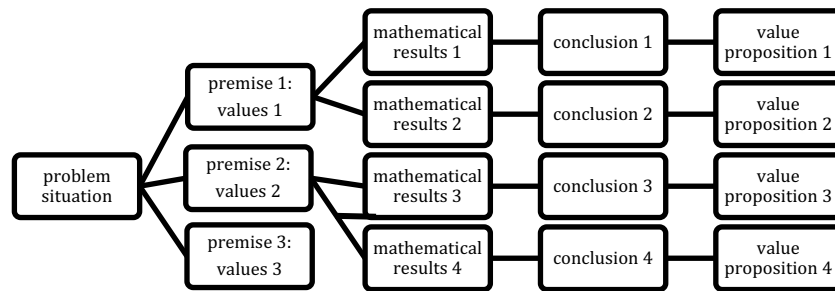 problem
situation
premise 1:
values 1
premise 2:
values 2
premise 3:
values 3
mathematical
results 1
mathematical
results 2
mathematical
results 3
mathematical
results 4
conclusion 1
conclusion 2
conclusion 3
conclusion 4
value
proposition 1
value
proposition 2
value
proposition 3
value
proposition 4